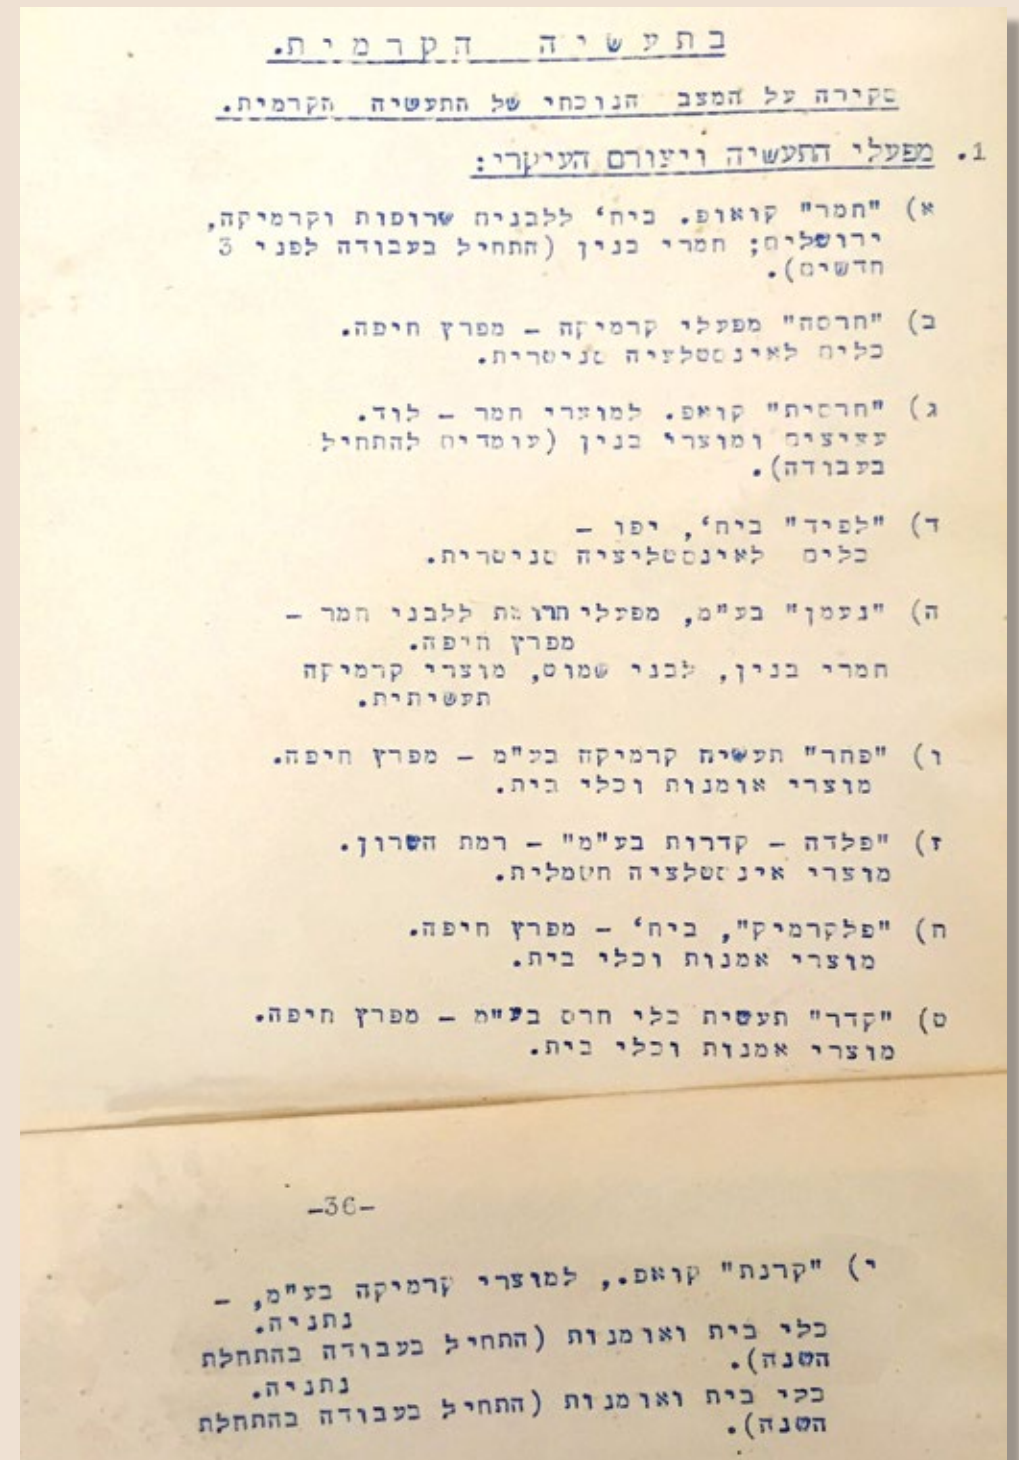 בתעשיה הקרמית.
סקירה על המצב הנוכחי של התעשיה הקרמית.
1. מפעלי התעשיה ויצורם העיקרי:
א) "חמר" קואופ. ביח' ללבנים שרופות וקרמיקה,
ירושלים; חמרי בנין (התחיל בעבודה לפני 3
חדשים).
ב) "חרסה" מפעלי קרמיקה – מפרץ חיפה.
כלים לאינסטלציה סניטרית.
ג) "חרסית" קואפ. למוצרי חמר – לוד.
עציצים ומוצרי בנין (עומדים להתחיל
בעבודה).
ד) "לפיד" ביח', יפו –
כלים לאינסטליציה סניטרית.
ה) "נעמן" בע"מ, מפעלי חרושת ללבני חמר –
מפרץ חיפה.
חמרי בנין, לבני שמוט, מוצרי קרמיקה
תעשיתית.
ו) "פחר" תעשית קרמיקה בע"מ – מפרץ חיפה.
מוצרי אומנות וכלי בית.
ז) "פלדה – קדרות בע"מ" – רמת השרון.
מוצרי אינסטלציה חשמלית.
ח) "פלקרמיק", ביח' – מפרץ חיפה.
מוצרי אמנות וכלי בית.
ט) "קדר" תעשית כלי חרס בע"מ – מפרץ חיפה.
מוצרי אמנות וכלי בית.
-36-
י) "קרנת" קואפ., למוצרי קרמיקה בע"מ, –
נתניה.
כלי בית ואומנות (התחיל בעבודה בהתחלת
השנה).
נתניה.
כלי בית ואומנות (התחיל בעבודה בהתחלת
השנה).